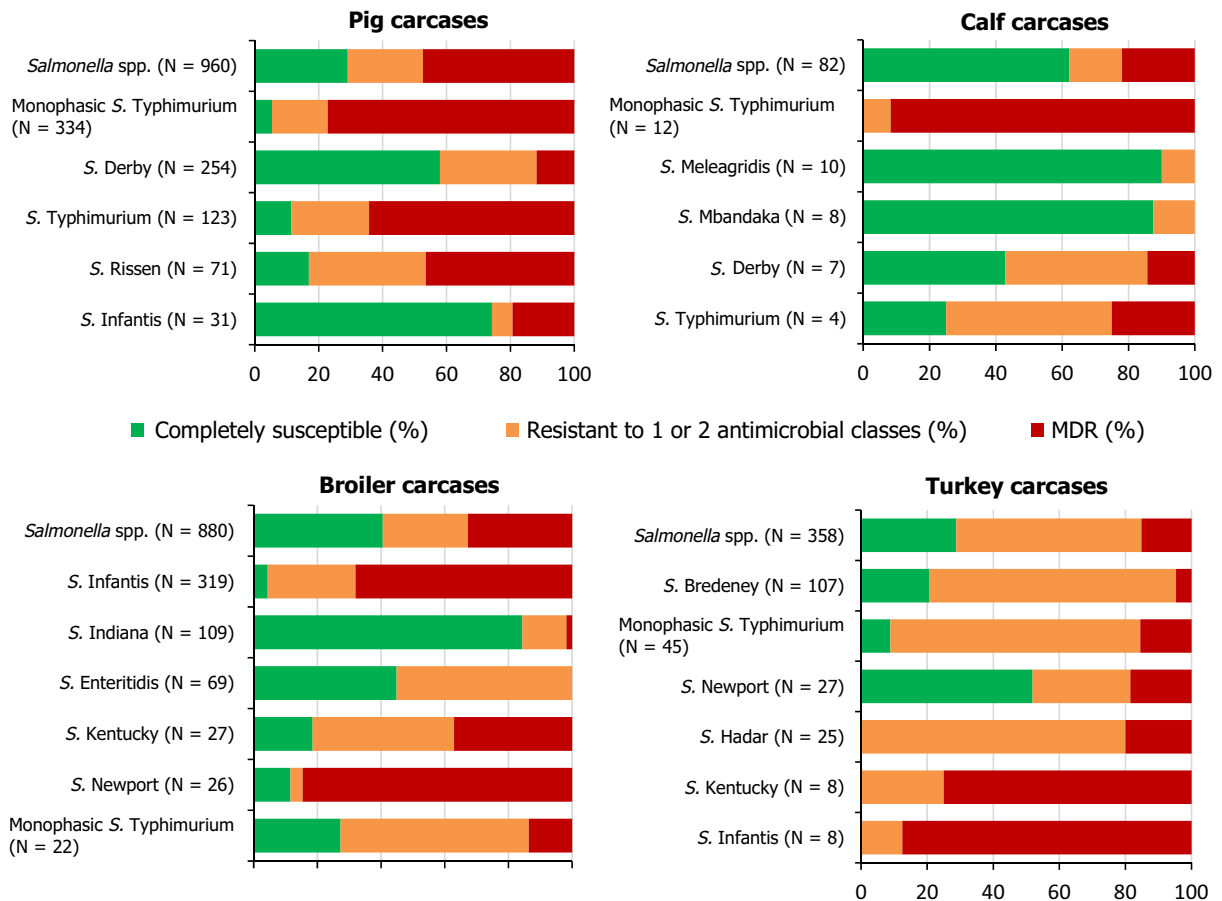 Pig carcases
Salmonella spp. (N = 960)
Monophasic S. Typhimurium
(N = 334)
S. Derby (N = 254)
S. Typhimurium (N = 123)
S. Rissen (N = 71)
S. Infantis (N = 31)
0 20 40 60 80 100
Calf carcases
Salmonella spp. (N = 82)
Monophasic S. Typhimurium
(N = 12)
S. Meleagridis (N = 10)
S. Mbandaka (N = 8)
S. Derby (N = 7)
S. Typhimurium (N = 4)
0 20 40 60 80 100
Completely susceptible (%) Resistant to 1 or 2 antimicrobial classes (%) MDR (%)
Broiler carcases
Salmonella spp. (N = 880)
S. Infantis (N = 319)
S. Indiana (N = 109)
S. Enteritidis (N = 69)
S. Kentucky (N = 27)
S. Newport (N = 26)
Monophasic S. Typhimurium
(N = 22)
Turkey carcases
Salmonella spp. (N = 358)
S. Bredeney (N = 107)
Monophasic S. Typhimurium
(N = 45)
S. Newport (N = 27)
S. Hadar (N = 25)
S. Kentucky (N = 8)
S. Infantis (N = 8)
0 20 40 60 80 100